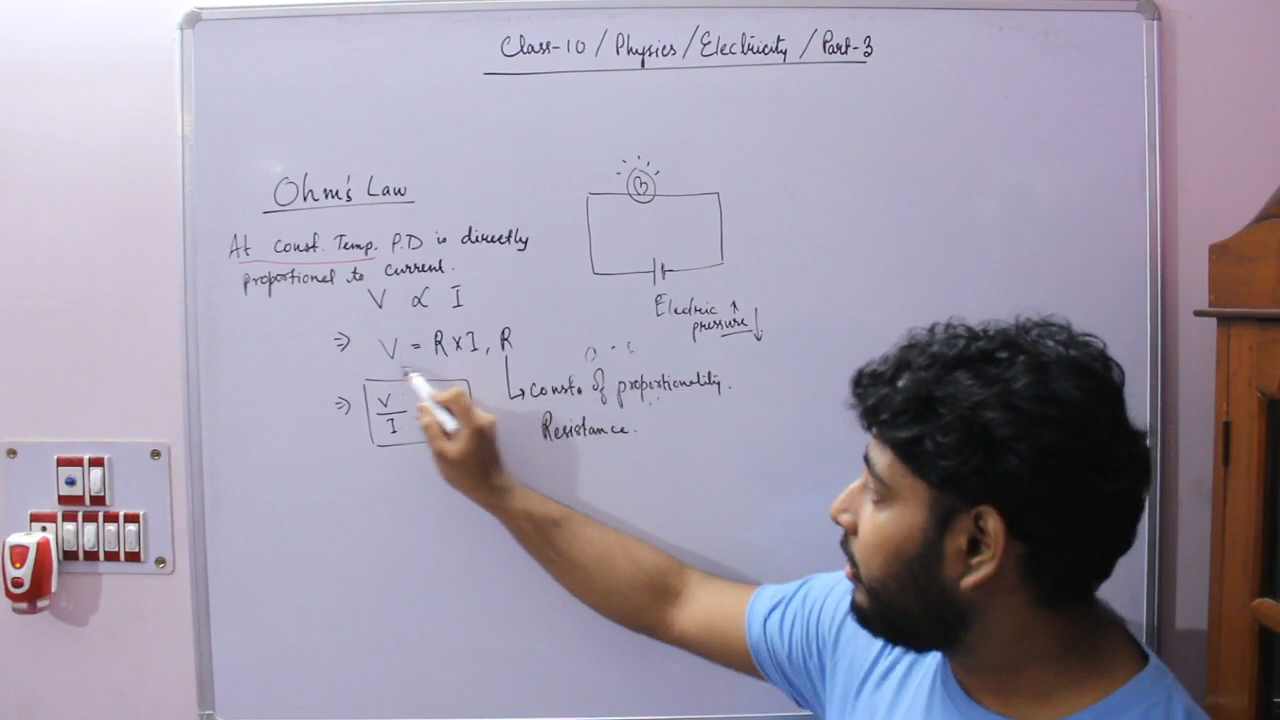 Class-10 / Physics / Electricity / Part-3
Ohm's Law
At const. Temp. P.D is directly
proportional to current.
V ∝ I
⇒ V = R x I, R
↳ const. of proportionality.
Resistance.
⇒ V
I
Electric ↑
pressure ↓